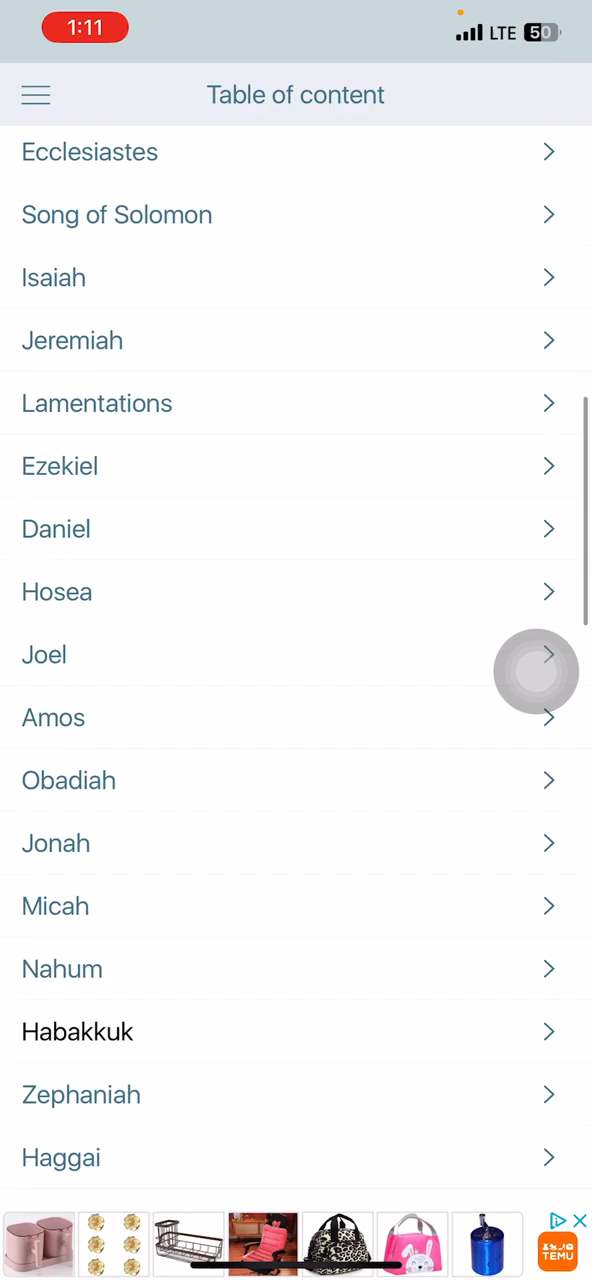 1:11
LTE 50
Table of content
Ecclesiastes
Song of Solomon
Isaiah
Jeremiah
Lamentations
Ezekiel
Daniel
Hosea
Joel
Amos
Obadiah
Jonah
Micah
Nahum
Habakkuk
Zephaniah
Haggai
TEMU